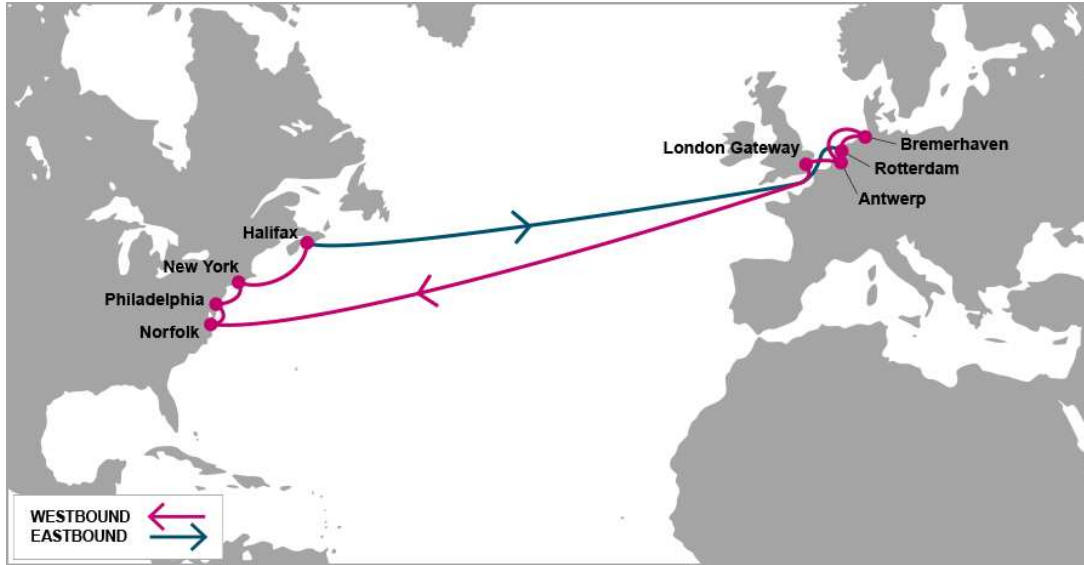 London Gateway
Bremerhaven
Rotterdam
Antwerp
Halifax
New York
Philadelphia
Norfolk
WESTBOUND
EASTBOUND